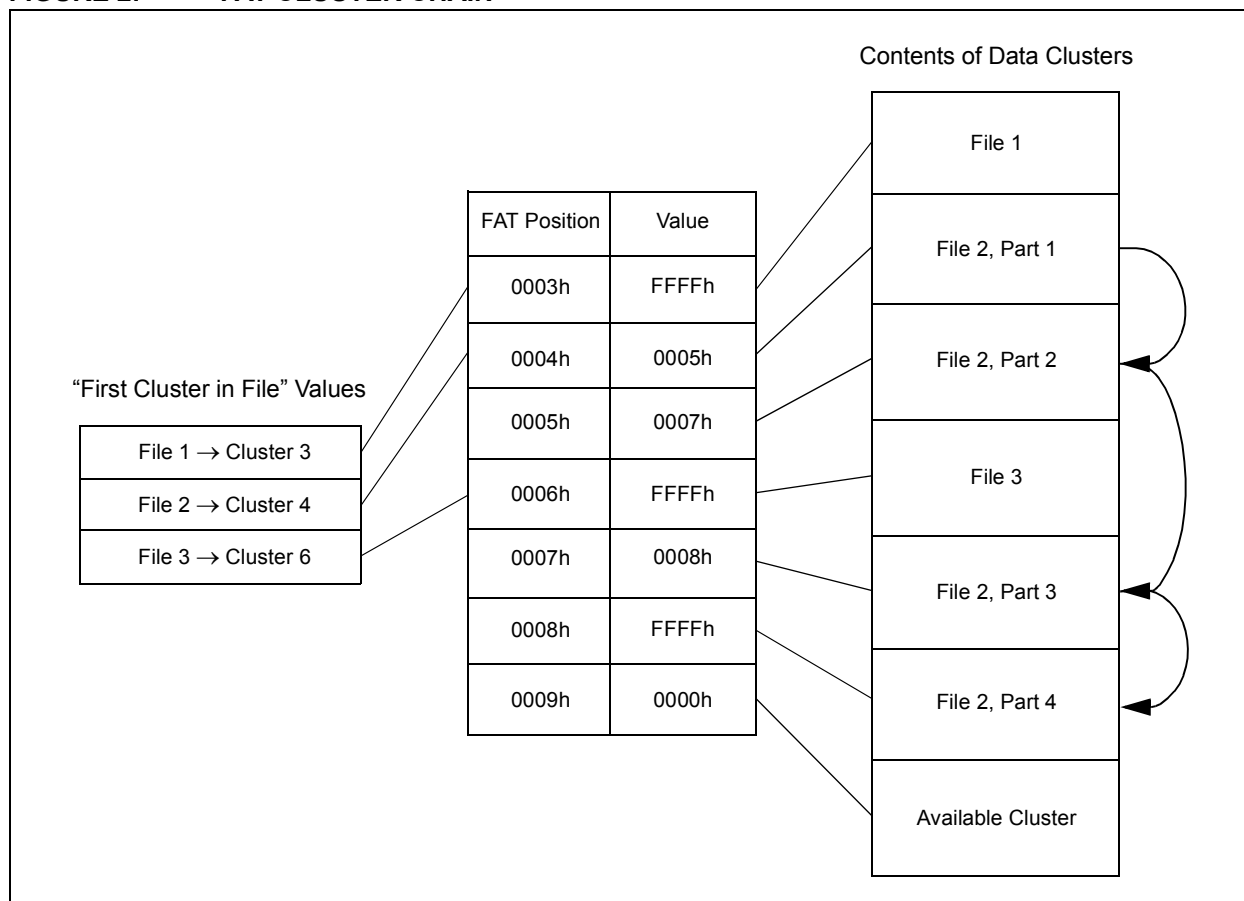 Contents of Data Clusters
File 1
File 2, Part 1
File 2, Part 2
File 3
File 2, Part 3
File 2, Part 4
Available Cluster
FAT Position Value
0003h FFFFh
0004h 0005h
0005h 0007h
0006h FFFFh
0007h 0008h
0008h FFFFh
0009h 0000h
“First Cluster in File” Values
File 1 → Cluster 3
File 2 → Cluster 4
File 3 → Cluster 6